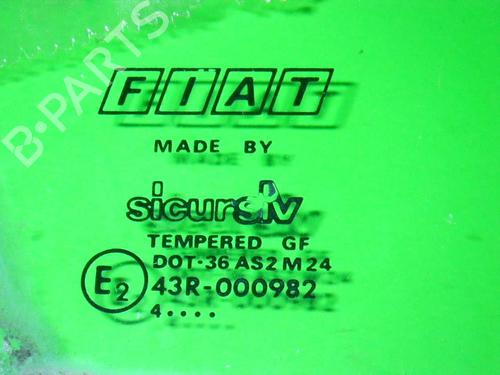 B-PARTS
FIAT
MADE BY
sicursiv
TEMPERED GF
DOT·36 AS2 M24
E2 43R-000982
4····